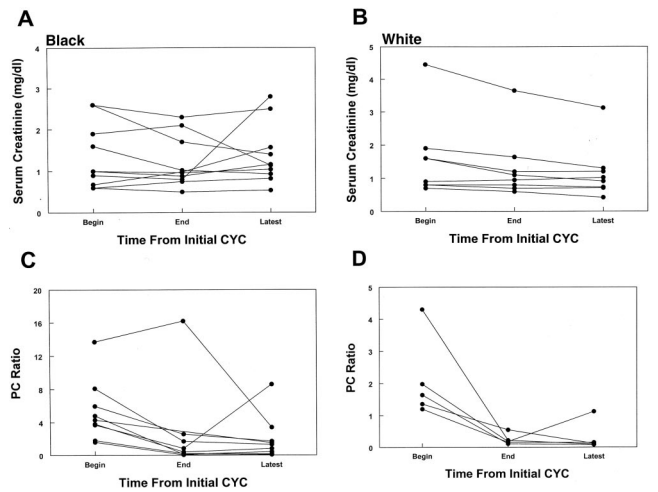 A
Black
Serum Creatinine (mg/dl)
4
3
2
1
0
Begin End Latest
Time From Initial CYC
B
White
Serum Creatinine (mg/dl)
5
4
3
2
1
0
Begin End Latest
Time From Initial CYC
C
PC Ratio
20
16
12
8
4
0
Begin End Latest
Time From Initial CYC
D
PC Ratio
5
4
3
2
1
0
Begin End Latest
Time From Initial CYC